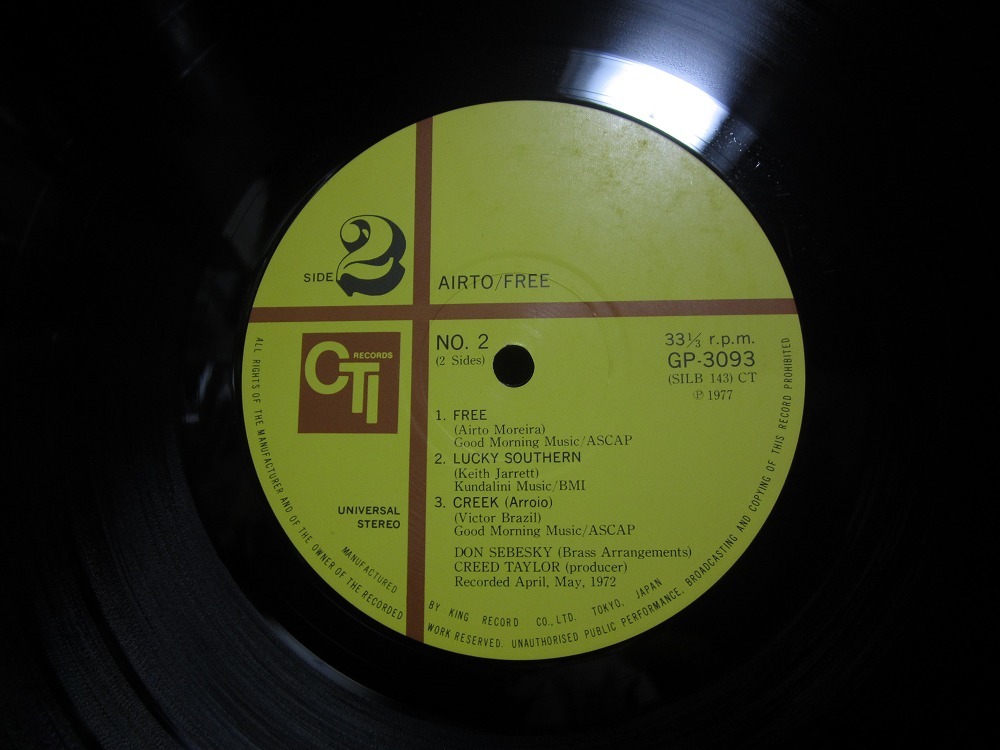 SIDE 2
AIRTO/FREE
CTI RECORDS
NO. 2
(2 Sides)
33⅓ r.p.m.
GP-3093
(SILB 143) CT
℗ 1977
1. FREE
(Airto Moreira)
Good Morning Music/ASCAP
2. LUCKY SOUTHERN
(Keith Jarrett)
Kundalini Music/BMI
3. CREEK (Arroio)
(Victor Brazil)
Good Morning Music/ASCAP
DON SEBESKY (Brass Arrangements)
CREED TAYLOR (producer)
Recorded April, May, 1972
UNIVERSAL
STEREO
MANUFACTURED BY KING RECORD CO., LTD. TOKYO, JAPAN
ALL RIGHTS OF THE MANUFACTURER AND OF THE OWNER OF THE RECORDED WORK RESERVED. UNAUTHORISED PUBLIC PERFORMANCE, BROADCASTING AND COPYING OF THIS RECORD PROHIBITED